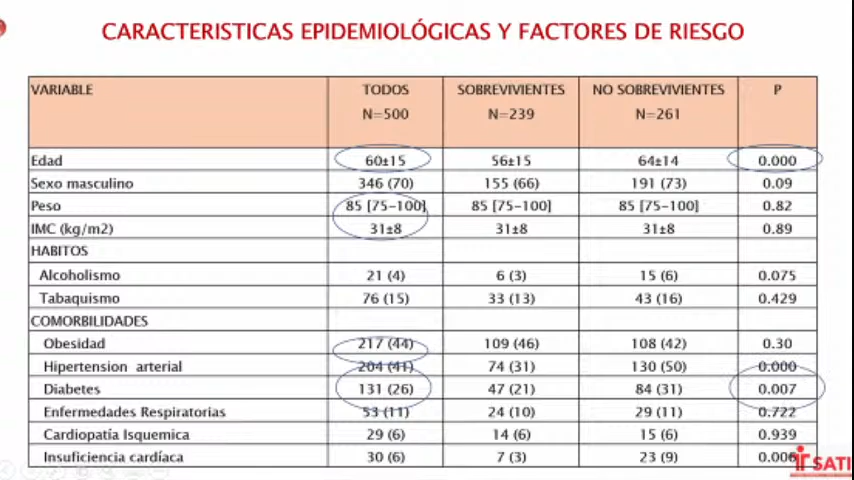 CARACTERISTICAS EPIDEMIOLÓGICAS Y FACTORES DE RIESGO
VARIABLE TODOS N=500 SOBREVIVIENTES N=239 NO SOBREVIVIENTES N=261 P
Edad 60±15 56±15 64±14 0.000
Sexo masculino 346 (70) 155 (66) 191 (73) 0.09
Peso 85 [75-100] 85 [75-100] 85 [75-100] 0.82
IMC (kg/m2) 31±8 31±8 31±8 0.89
HABITOS
Alcoholismo 21 (4) 6 (3) 15 (6) 0.075
Tabaquismo 76 (15) 33 (13) 43 (16) 0.429
COMORBILIDADES
Obesidad 217 (44) 109 (46) 108 (42) 0.30
Hipertension arterial 204 (41) 74 (31) 130 (50) 0.000
Diabetes 131 (26) 47 (21) 84 (31) 0.007
Enfermedades Respiratorias 53 (11) 24 (10) 29 (11) 0.722
Cardiopatía Isquemica 29 (6) 14 (6) 15 (6) 0.939
Insuficiencia cardíaca 30 (6) 7 (3) 23 (9) 0.006
SATI